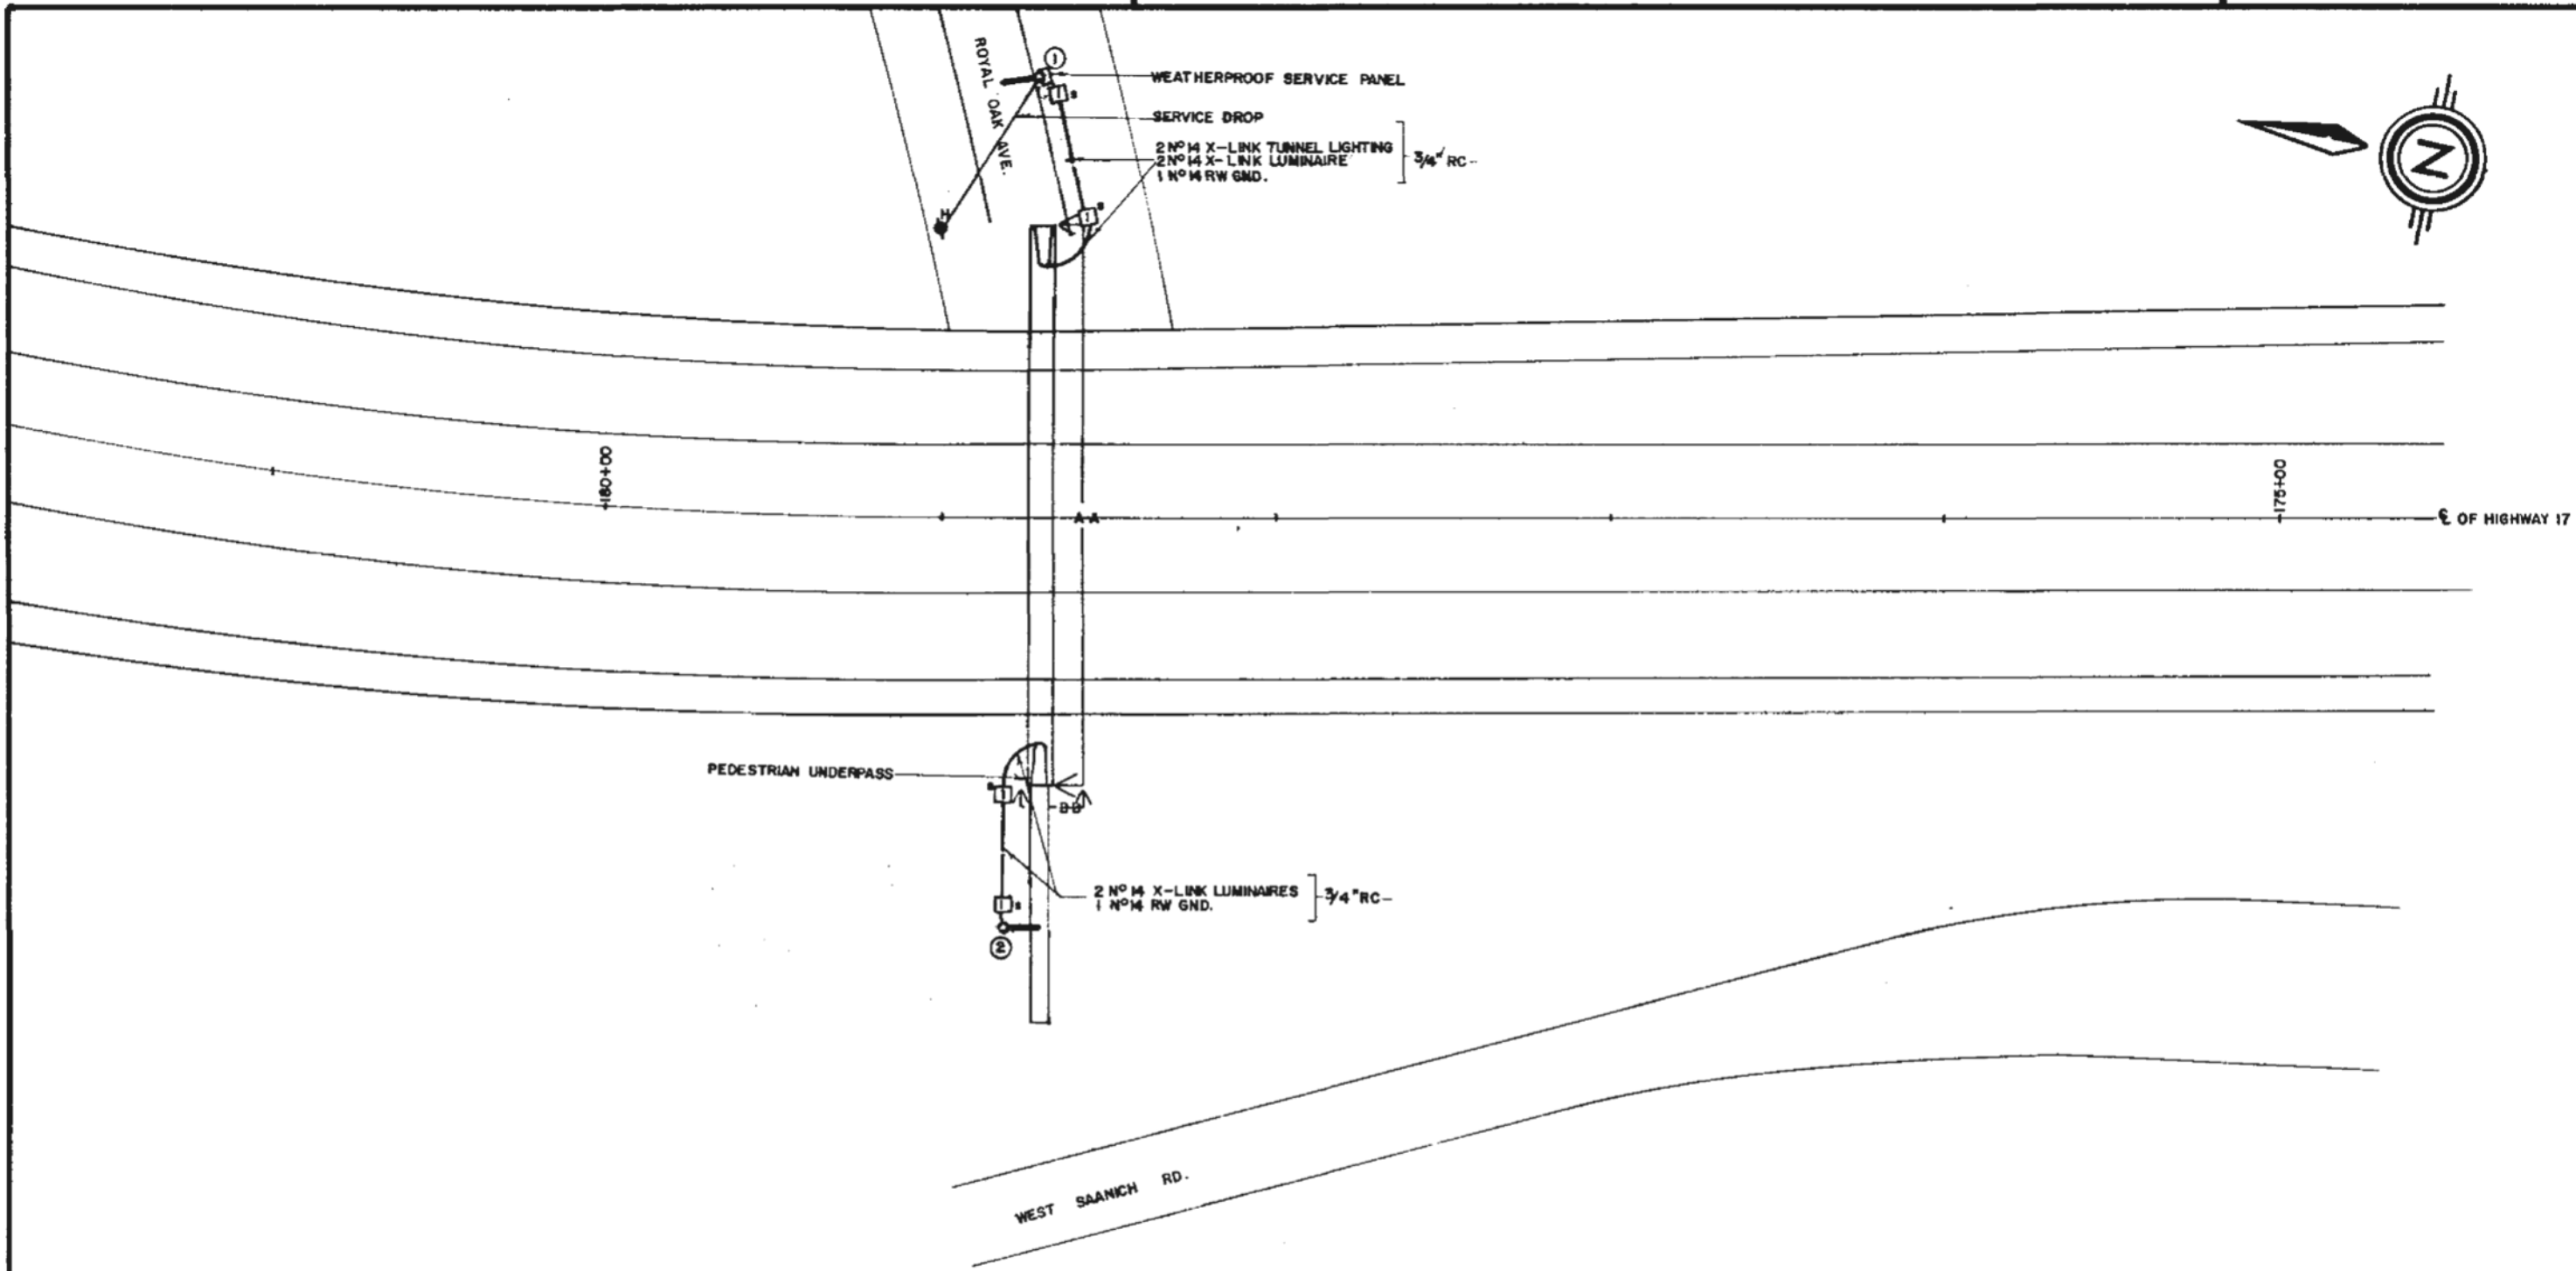 ROYAL OAK AVE.
1
WEATHERPROOF SERVICE PANEL
S
SERVICE DROP
2 Nº 14 X-LINK TUNNEL LIGHTING
2 Nº 14 X-LINK LUMINAIRE
1 Nº 14 RW GND.
3/4" RC-
S
H
N
180+00
A-A
175+00
℄ OF HIGHWAY 17
PEDESTRIAN UNDERPASS
S
2 Nº 14 X-LINK LUMINAIRES
1 Nº 14 RW GND.
3/4" RC-
S
2
WEST SAANICH RD.